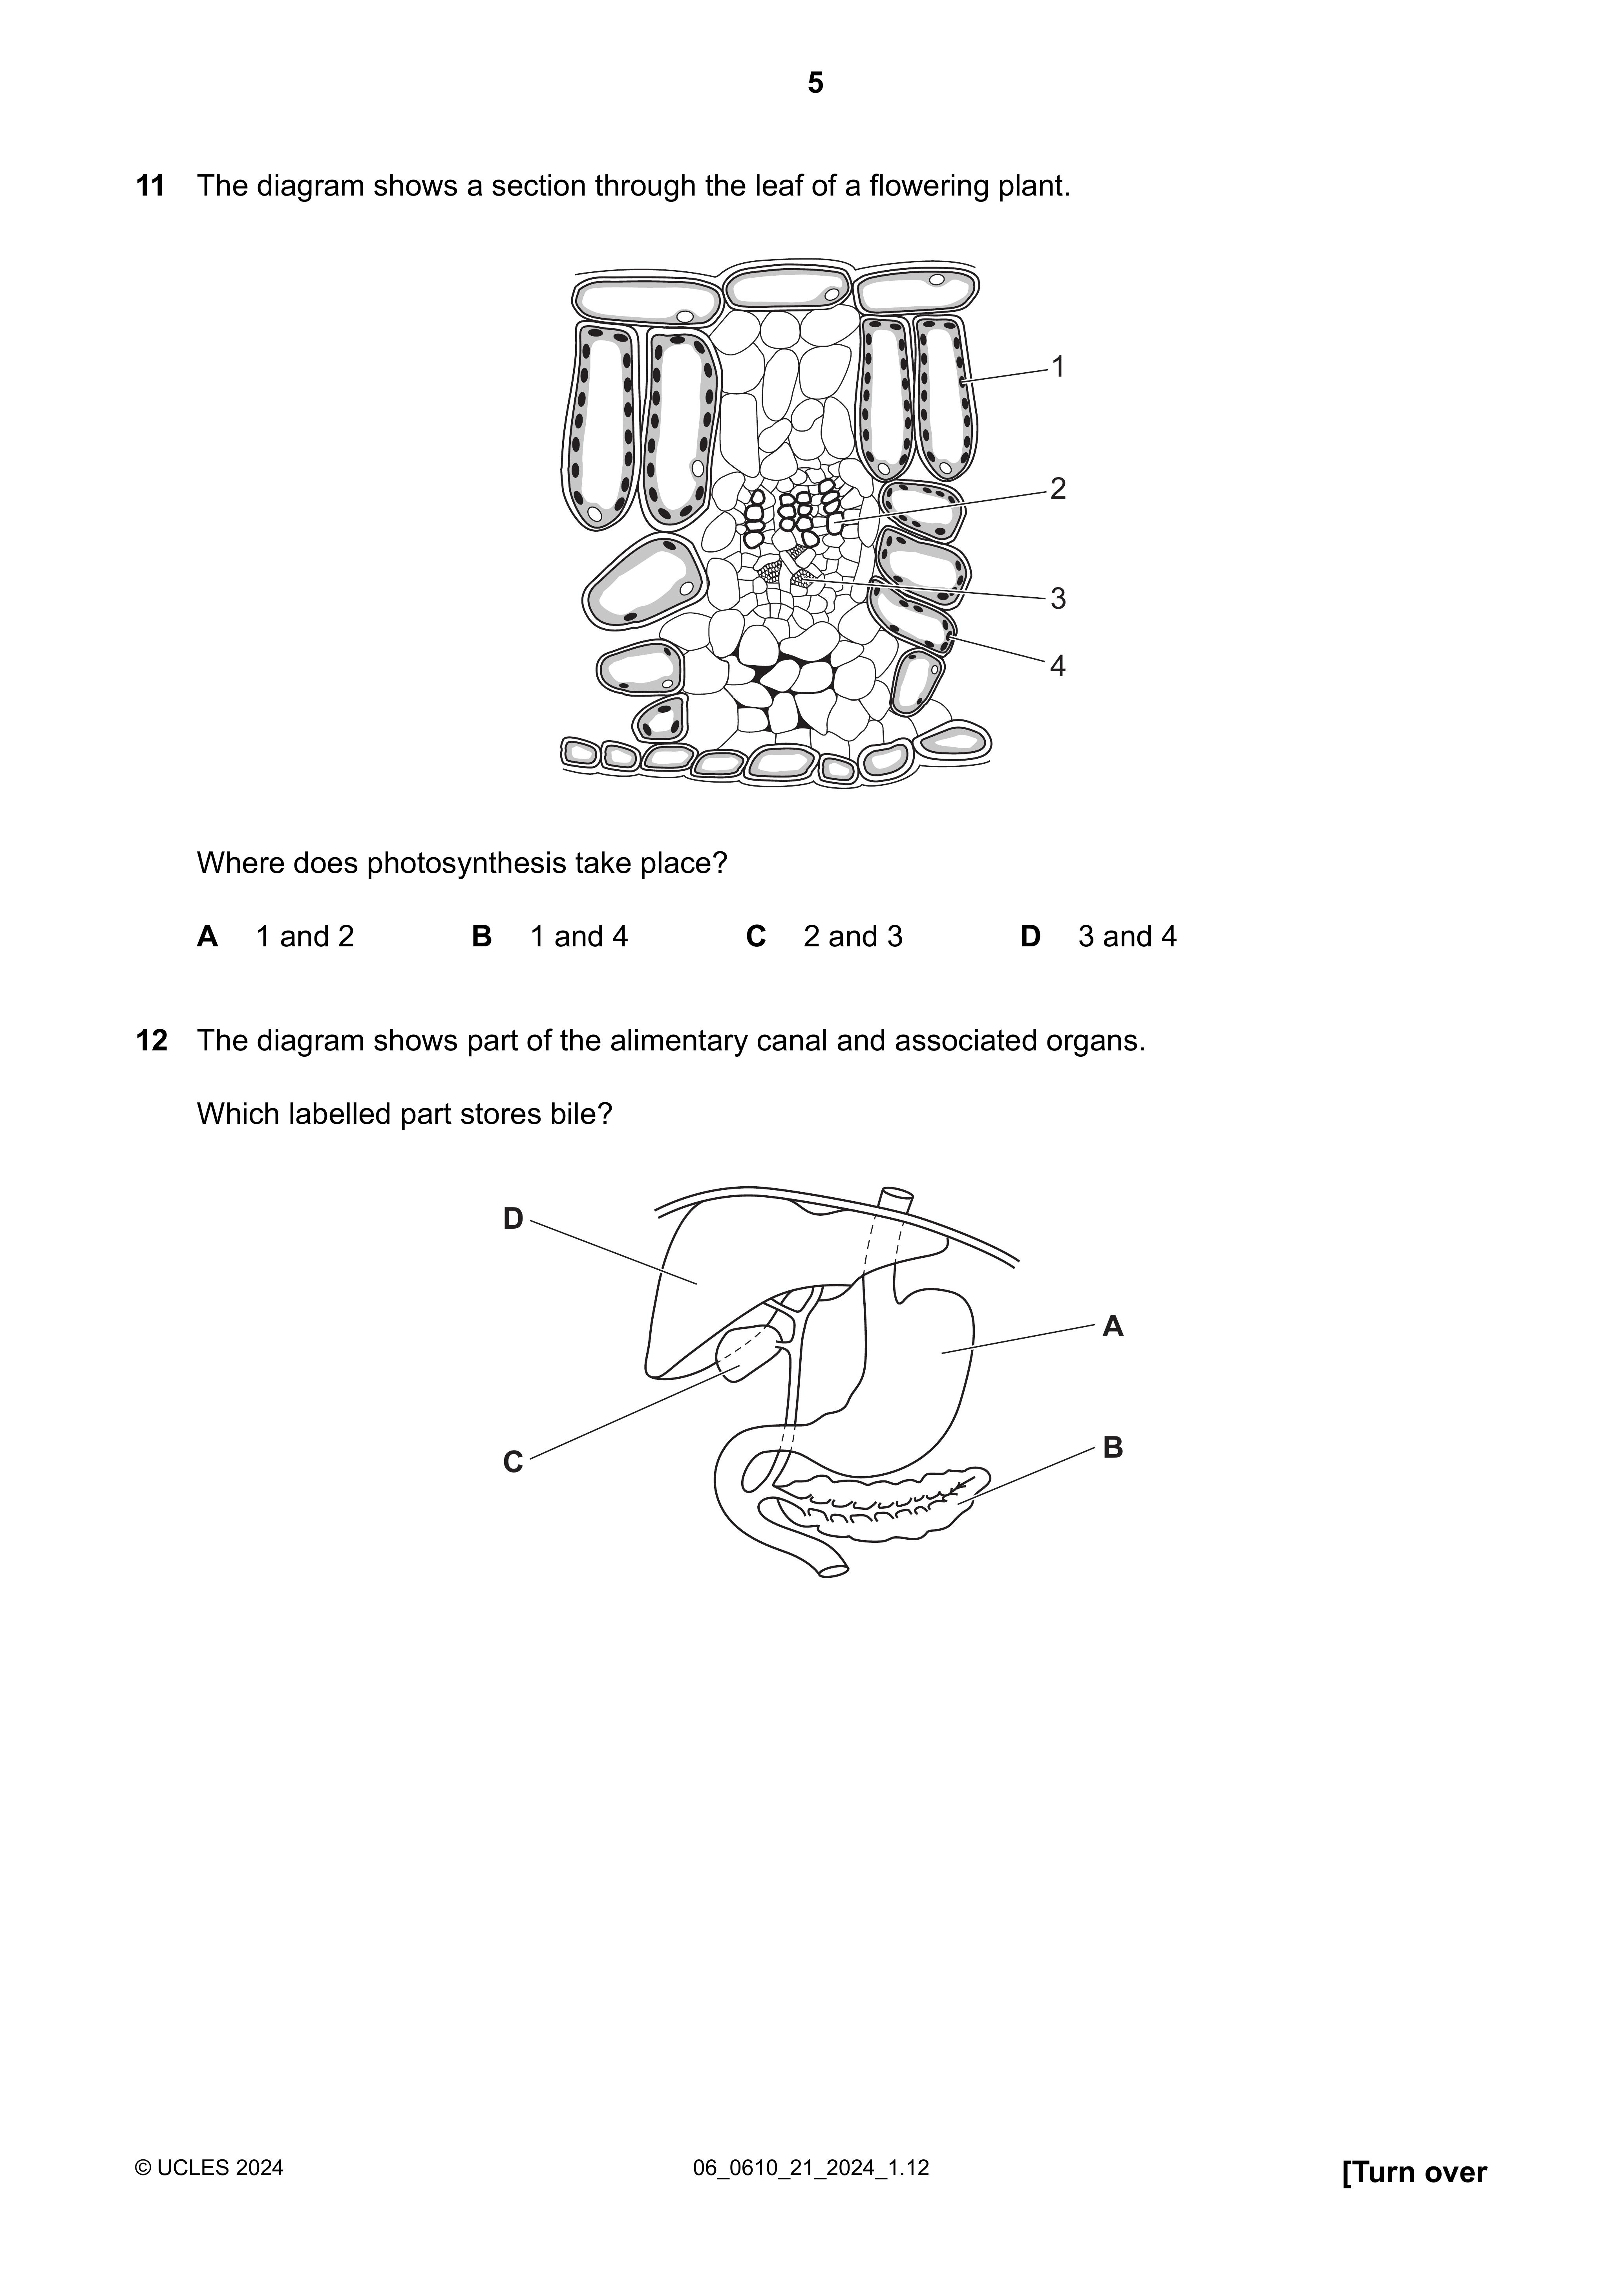 5
11 The diagram shows a section through the leaf of a flowering plant.
1
2
3
4
Where does photosynthesis take place?
A 1 and 2 B 1 and 4 C 2 and 3 D 3 and 4
12 The diagram shows part of the alimentary canal and associated organs.
Which labelled part stores bile?
D
A
B
C
© UCLES 2024 06_0610_21_2024_1.12 [Turn over